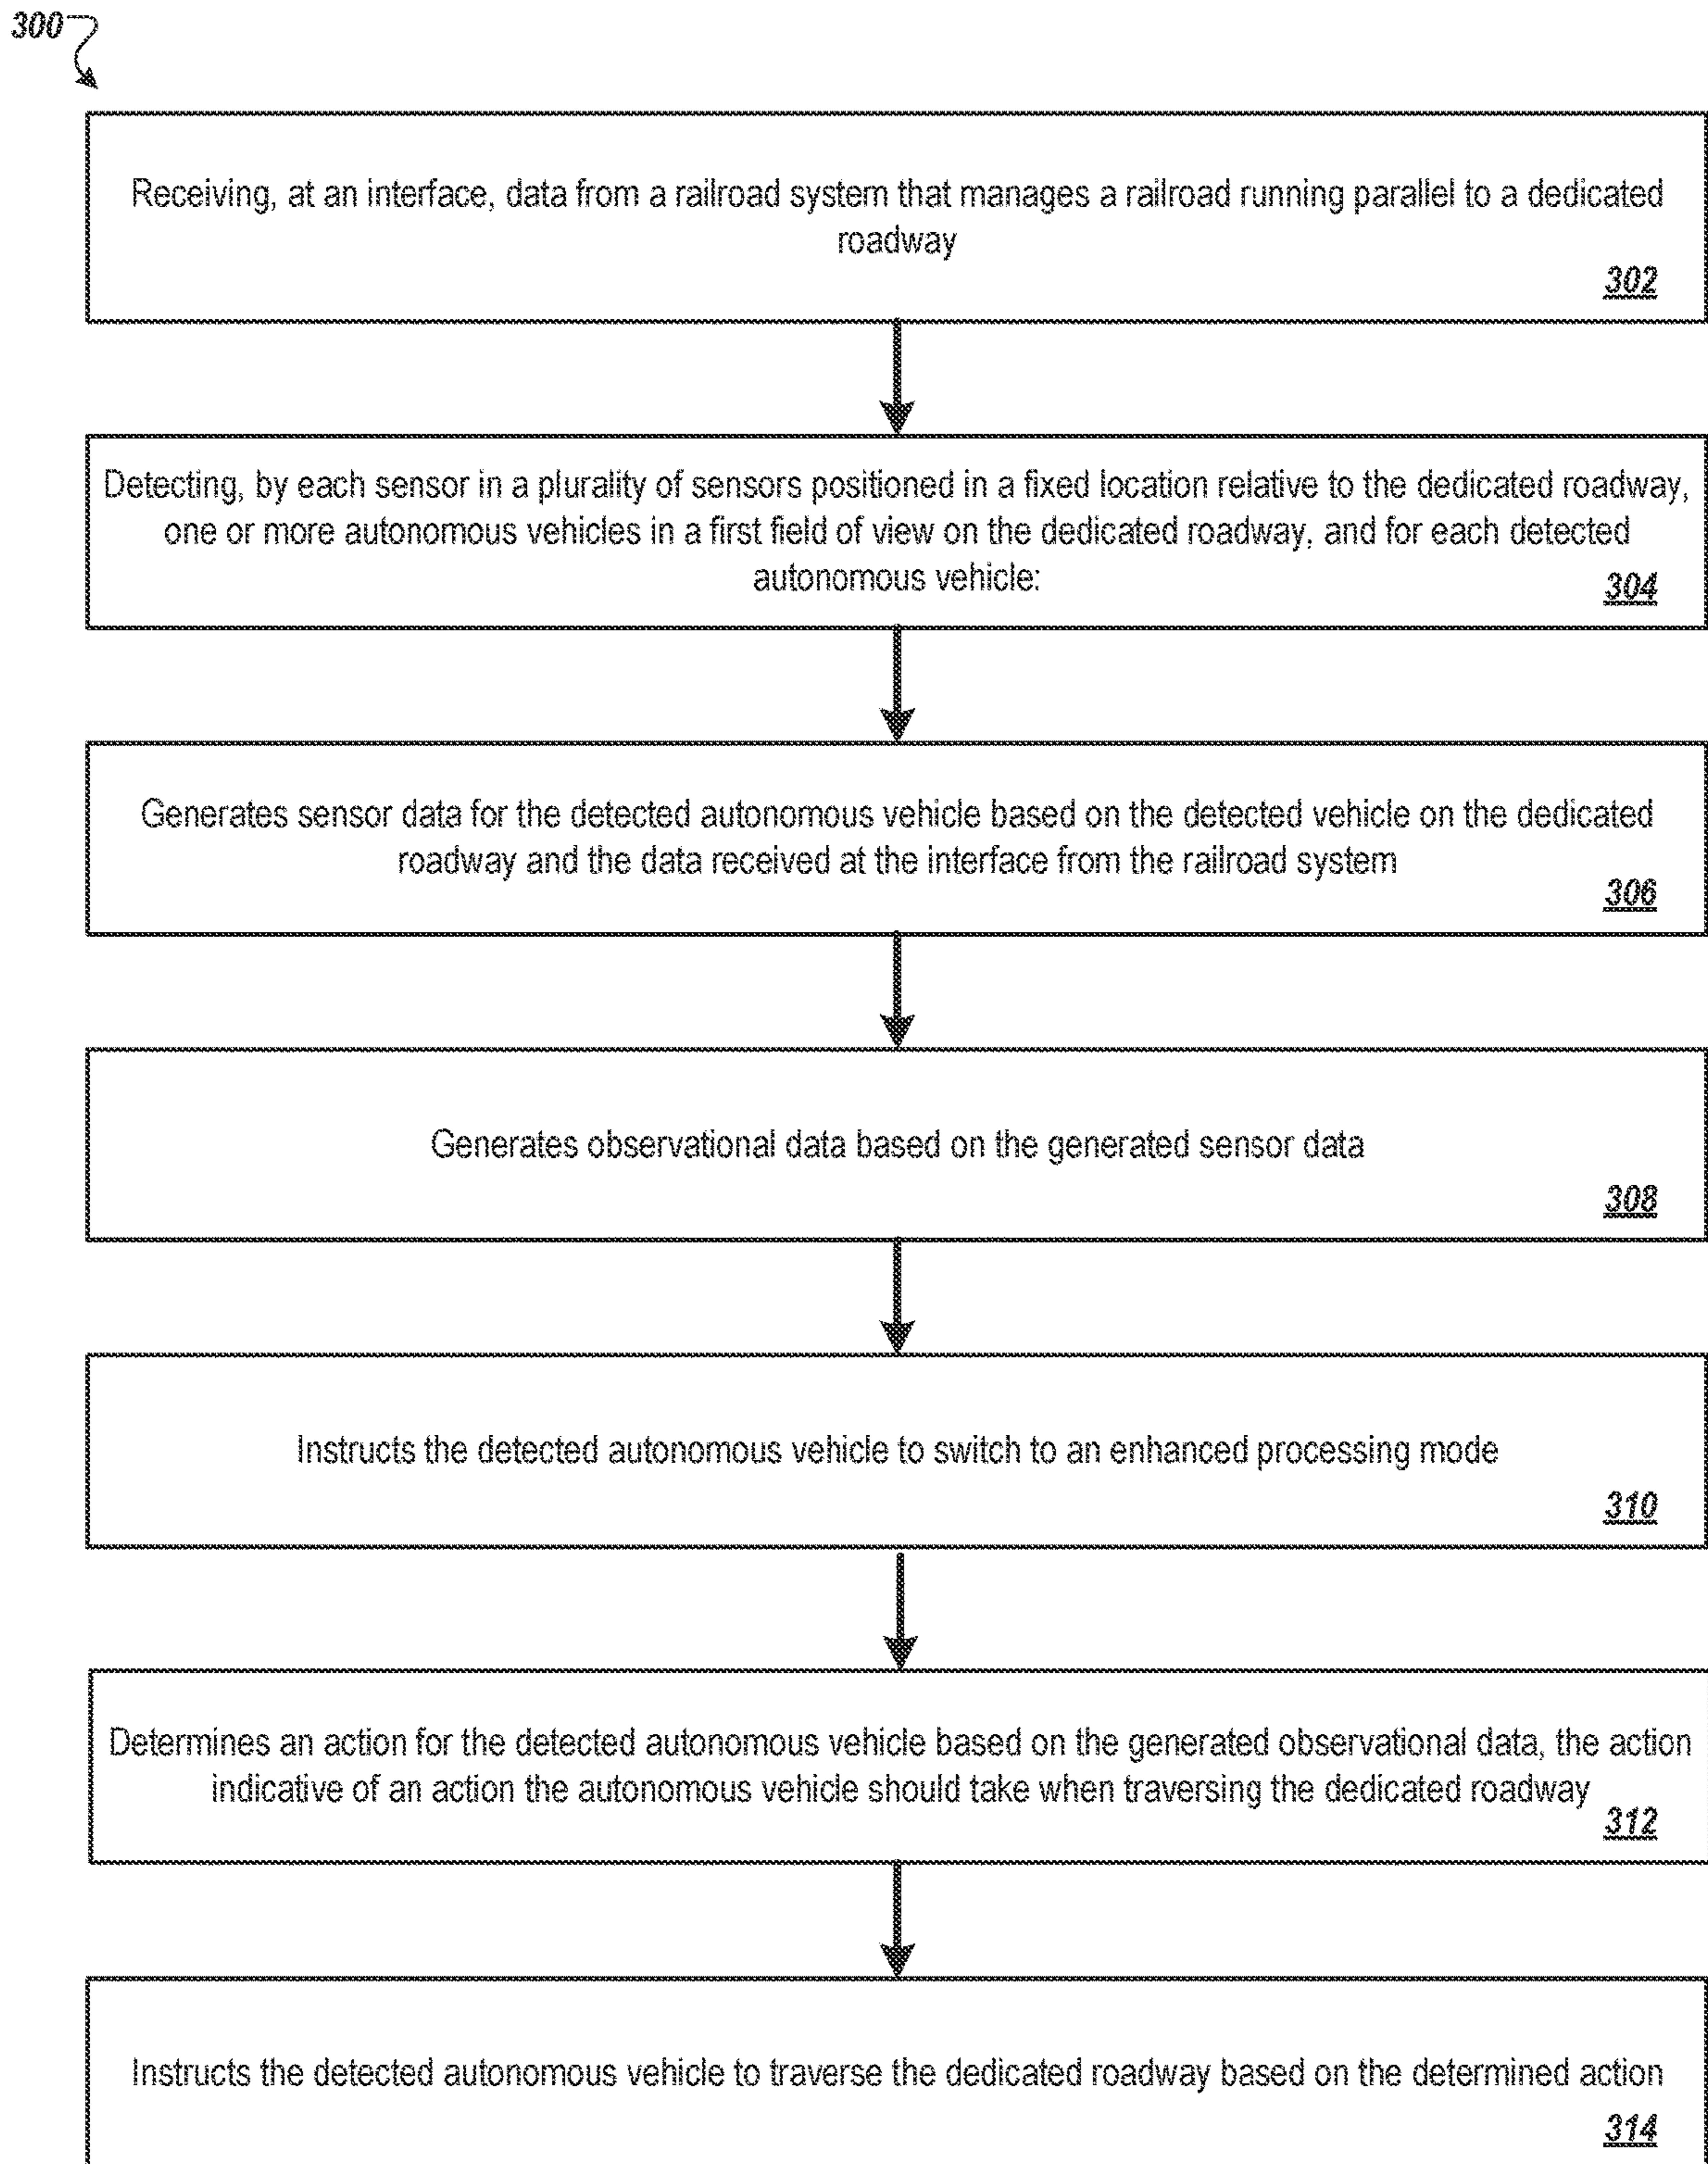 300
Receiving, at an interface, data from a railroad system that manages a railroad running parallel to a dedicated
roadway
302
Detecting, by each sensor in a plurality of sensors positioned in a fixed location relative to the dedicated roadway,
one or more autonomous vehicles in a first field of view on the dedicated roadway, and for each detected
autonomous vehicle:
304
Generates sensor data for the detected autonomous vehicle based on the detected vehicle on the dedicated
roadway and the data received at the interface from the railroad system
306
Generates observational data based on the generated sensor data
308
Instructs the detected autonomous vehicle to switch to an enhanced processing mode
310
Determines an action for the detected autonomous vehicle based on the generated observational data, the action
indicative of an action the autonomous vehicle should take when traversing the dedicated roadway
312
Instructs the detected autonomous vehicle to traverse the dedicated roadway based on the determined action
314